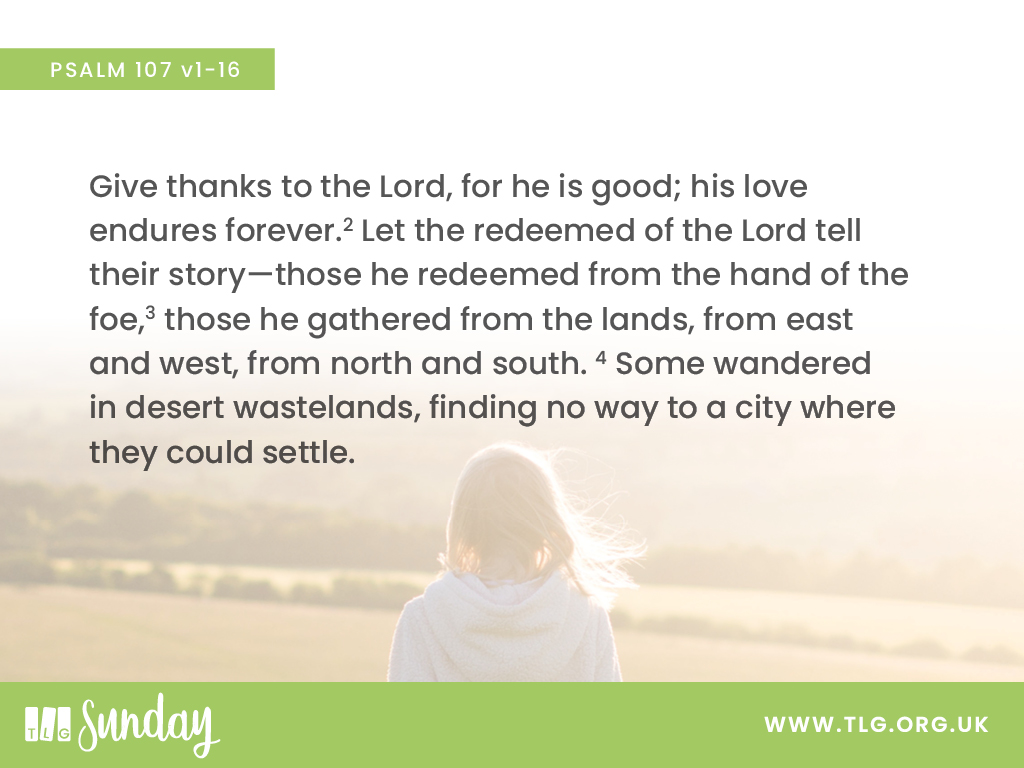 PSALM 107 v1-16
Give thanks to the Lord, for he is good; his love
endures forever.² Let the redeemed of the Lord tell
their story—those he redeemed from the hand of the
foe,³ those he gathered from the lands, from east
and west, from north and south. ⁴ Some wandered
in desert wastelands, finding no way to a city where
they could settle.
TLG Sunday
WWW.TLG.ORG.UK